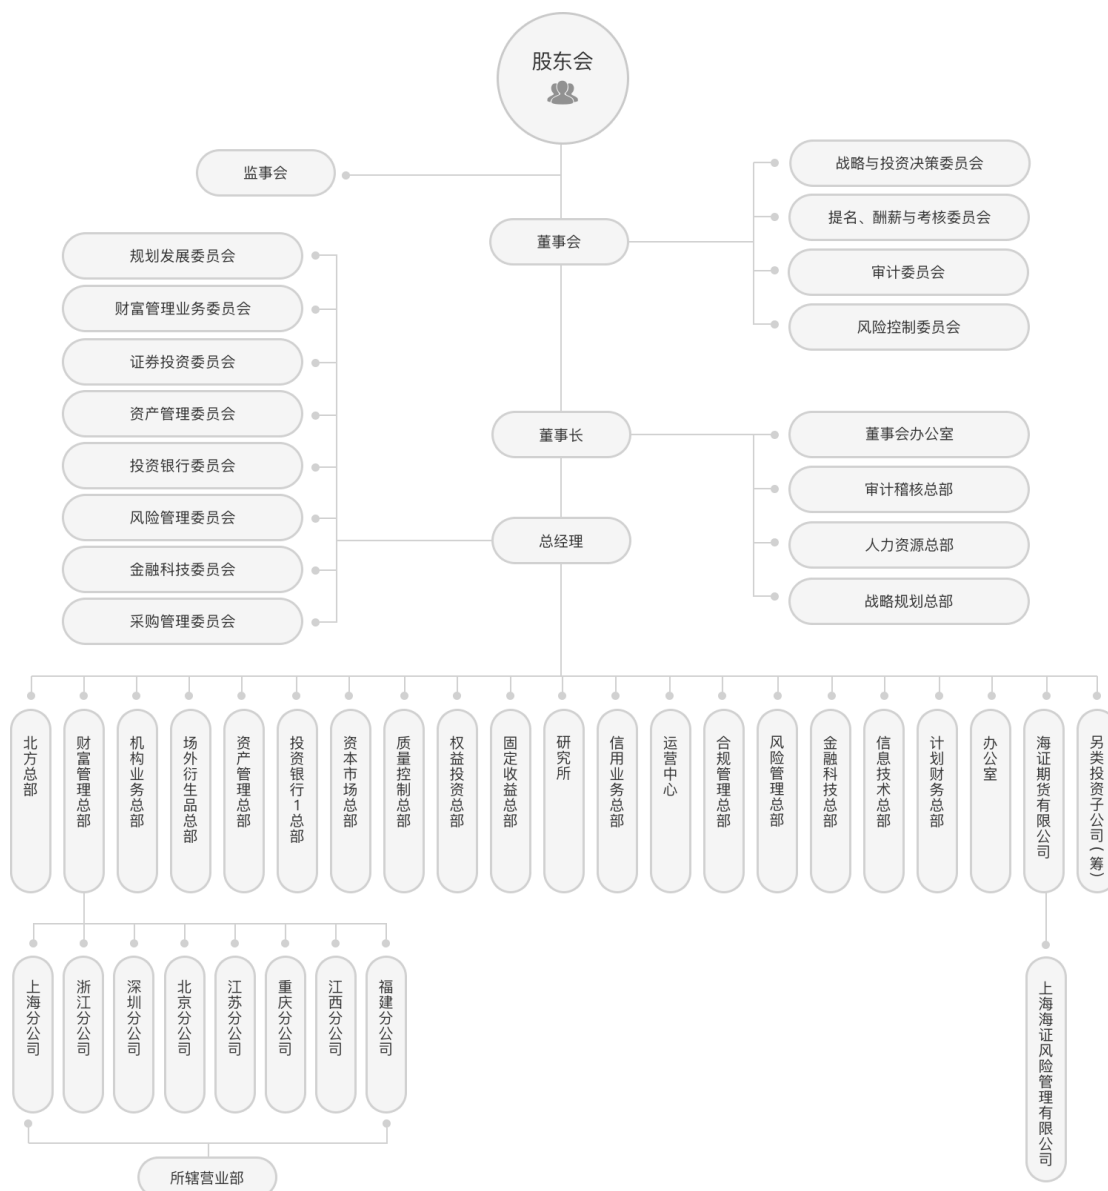 股东会
监事会
董事会
战略与投资决策委员会
提名、酬薪与考核委员会
审计委员会
风险控制委员会
规划发展委员会
财富管理业务委员会
证券投资委员会
资产管理委员会
投资银行委员会
风险管理委员会
金融科技委员会
采购管理委员会
董事长
董事会办公室
审计稽核总部
人力资源总部
战略规划总部
总经理
北方总部
财富管理总部
机构业务总部
场外衍生品总部
资产管理总部
投资银行1总部
资本市场总部
质量控制总部
权益投资总部
固定收益总部
研究所
信用业务总部
运营中心
合规管理总部
风险管理总部
金融科技总部
信息技术总部
计划财务总部
办公室
海证期货有限公司
另类投资子公司(筹)
上海分公司
浙江分公司
深圳分公司
北京分公司
江苏分公司
重庆分公司
江西分公司
福建分公司
上海海证风险管理有限公司
所辖营业部